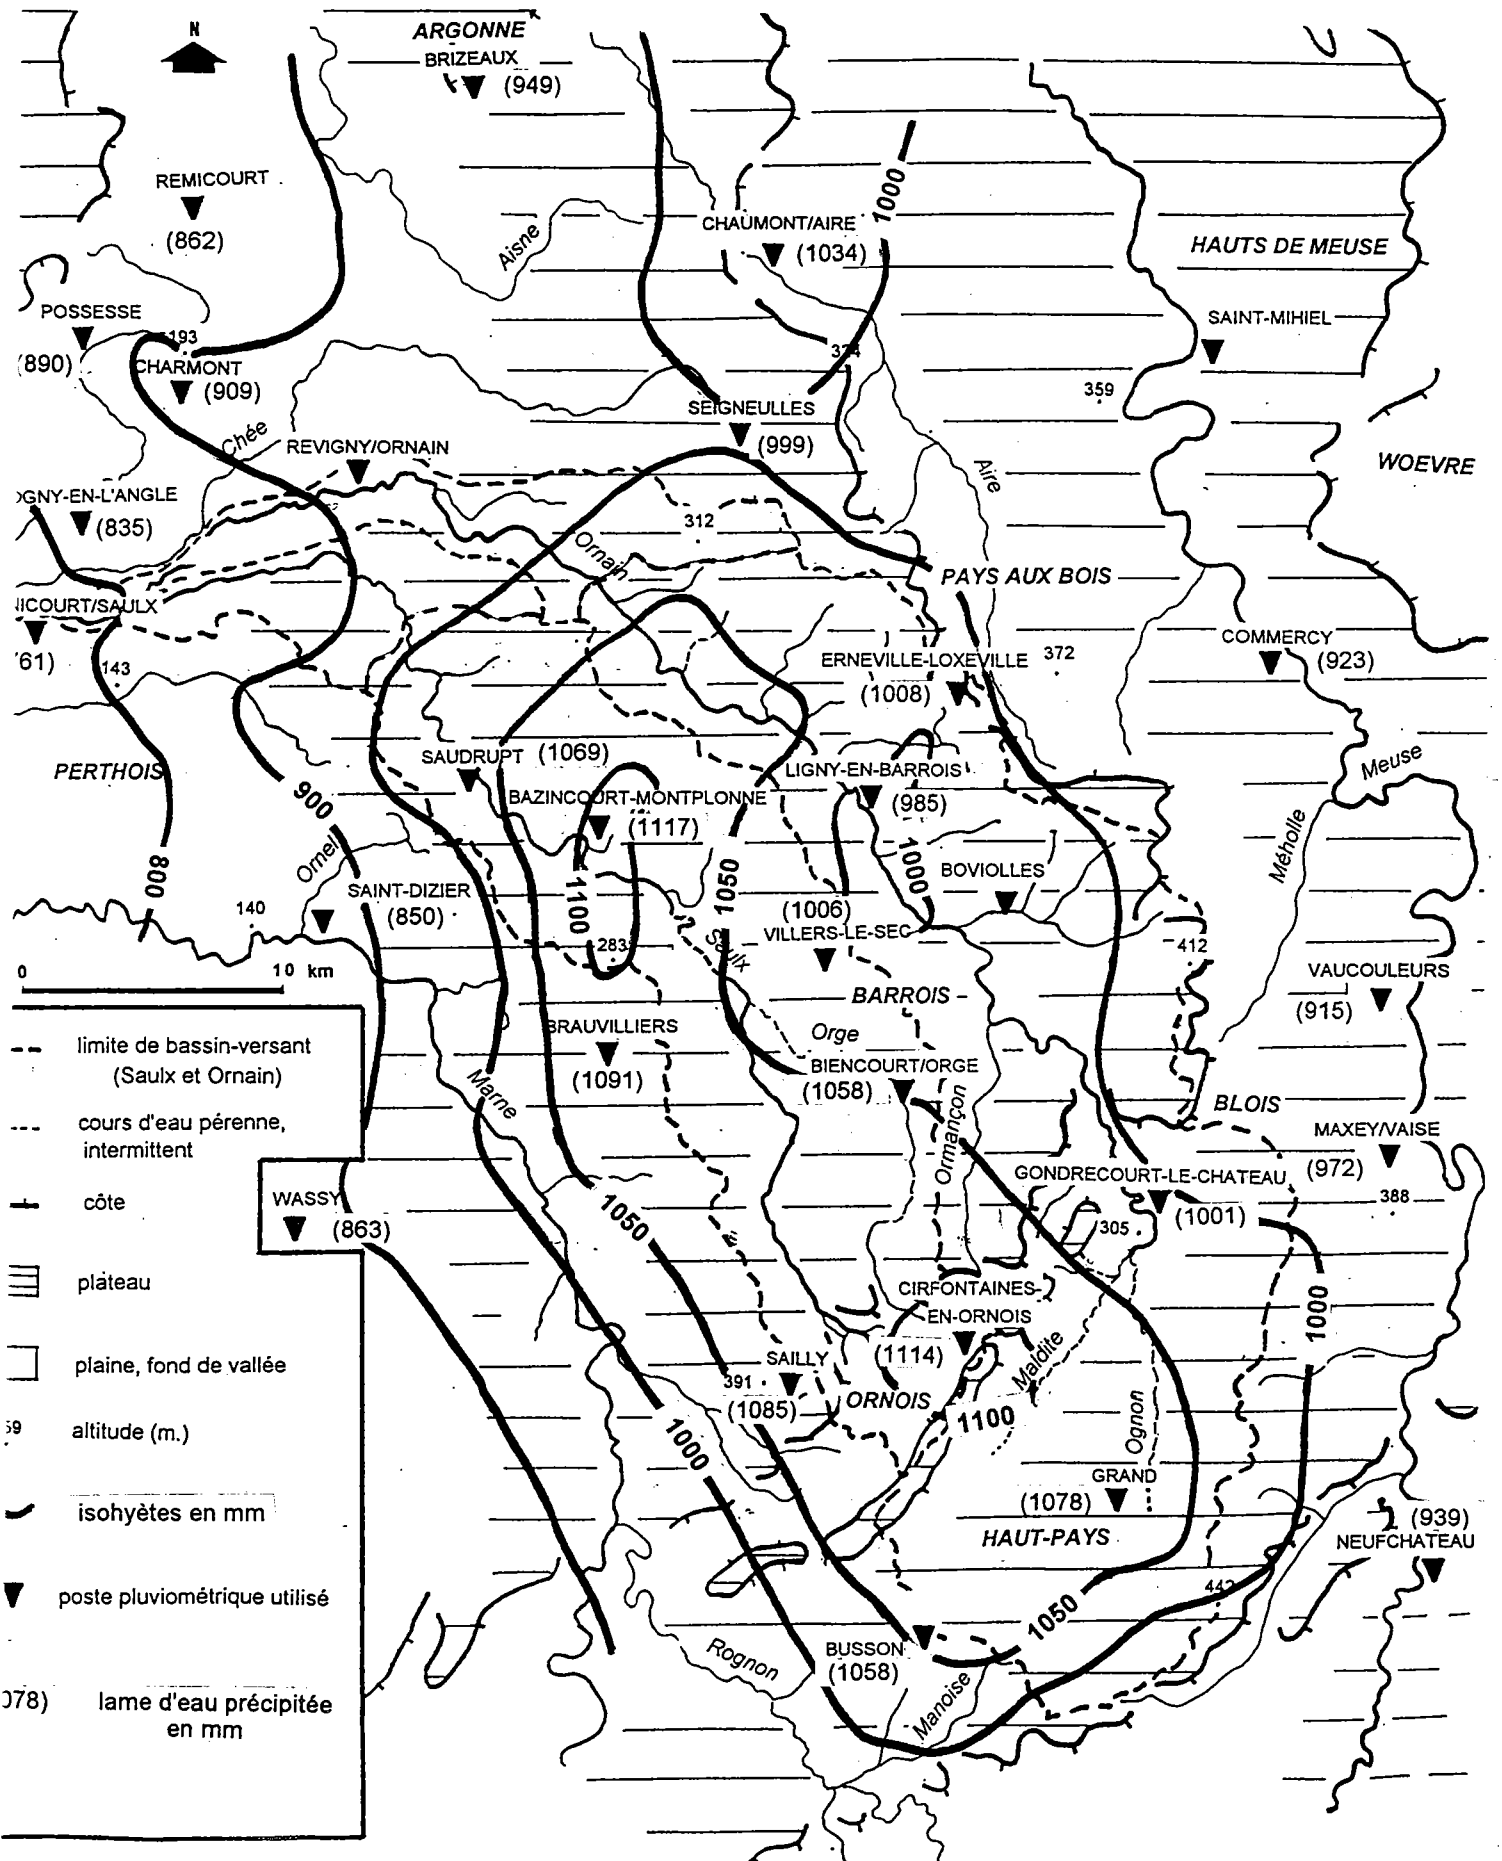 N
ARGONNE
BRIZEAUX
(949)
REMICOURT
(862)
Aisne
CHAUMONT/AIRE
(1034)
1000
HAUTS DE MEUSE
POSSESSE
(890)
193
CHARMONT
(909)
SAINT-MIHIEL
359
SEIGNEULLES
(999)
Chée
REVIGNY/ORNAIN
Aire
WOEVRE
GNY-EN-L'ANGLE
(835)
312
Ornain
PAYS AUX BOIS
ICOURT/SAULX
61)
143
ERNEVILLE-LOXEVILLE
372
(1008)
COMMERCY
(923)
PERTHOIS
SAUDRUPT
(1069)
LIGNY-EN-BARROIS
(985)
Meuse
BAZINCOURT-MONTPLONNE
(1117)
900
800
Ornel
1100
1050
1000
BOVIOLLES
Méholle
SAINT-DIZIER
(850)
140
(1006)
VILLERS-LE-SEC
283
Saulx
412
VAUCOULEURS
(915)
0
10 km
BARROIS
Orge
BRAUVILLIERS
(1091)
BIENCOURT/ORGE
(1058)
Marne
Ormançon
BLOIS
MAXEY/VAISE
(972)
388
limite de bassin-versant
(Saulx et Ornain)
cours d'eau pérenne,
intermittent
côte
WASSY
(863)
plateau
plaine, fond de vallée
59
altitude (m.)
isohyètes en mm
poste pluviométrique utilisé
078)
lame d'eau précipitée
en mm
GONDRECOURT-LE-CHATEAU
(1001)
305
1050
1000
CIRFONTAINES-
EN-ORNOIS
(1114)
Maldite
SAILLY
391
(1085)
ORNOIS
1100
Ognon
1000
GRAND
(1078)
HAUT-PAYS
(939)
NEUFCHATEAU
442
1050
BUSSON
(1058)
Rognon
Manoise